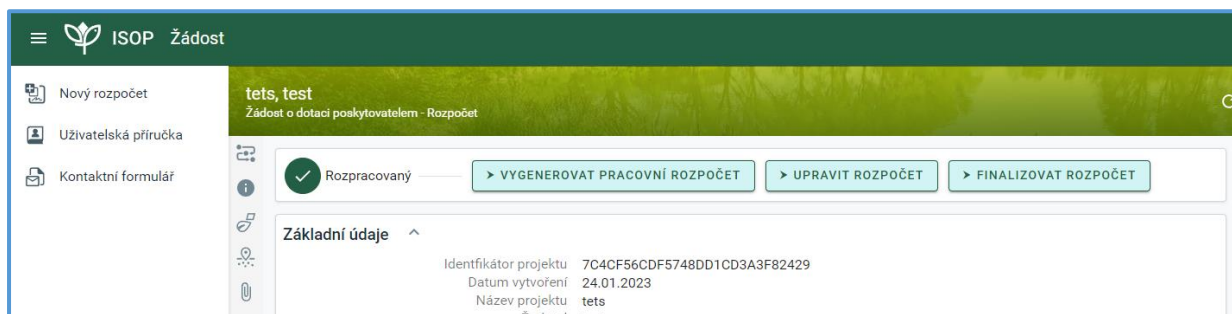 ISOP Žádost
Nový rozpočet
Uživatelská příručka
Kontaktní formulář
tets, test
Žádost o dotaci poskytovatelem - Rozpočet
Rozpracovaný > VYGENEROVAT PRACOVNÍ ROZPOČET > UPRAVIT ROZPOČET > FINALIZOVAT ROZPOČET
Základní údaje
Identfikátor projektu 7C4CF56CDF5748DD1CD3A3F82429
Datum vytvoření 24.01.2023
Název projektu tets